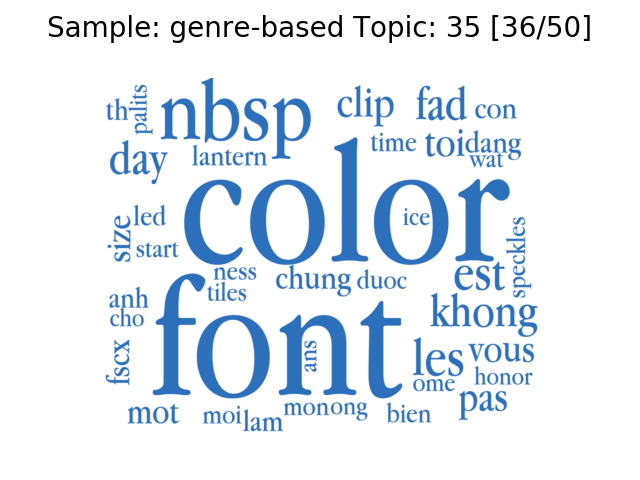 Sample: genre-based Topic: 35 [36/50]
th palits nbsp clip fad con
day lantern time toi dang
wat
color
size led ice
start speckles
ness chung duoc est
tiles
anh khong
cho
font
fscx ans les vous
ome honor
mot moi lam mon ong bien pas